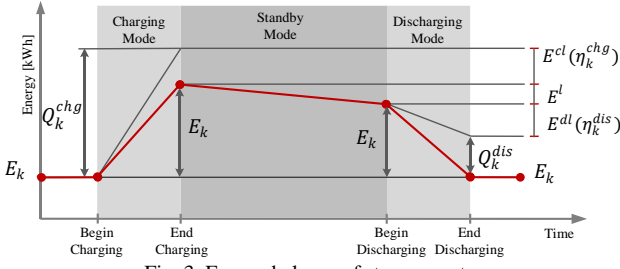 Charging
Mode
Standby
Mode
Discharging
Mode
Energy [kWh]
Q_k^{chg}
E_k
E_k
E_k
E_k
Q_k^{dis}
E^{cl}(η_k^{chg})
E^l
E^{dl}(η_k^{dis})
Begin
Charging
End
Charging
Begin
Discharging
End
Discharging
Time